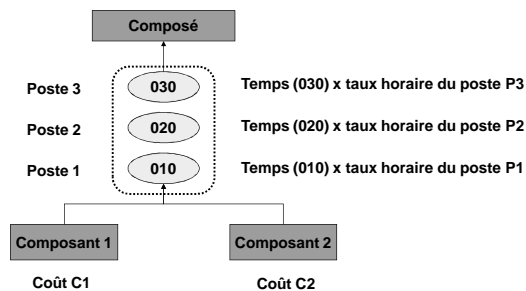 Composé
Poste 3 030 Temps (030) x taux horaire du poste P3
Poste 2 020 Temps (020) x taux horaire du poste P2
Poste 1 010 Temps (010) x taux horaire du poste P1
Composant 1 Composant 2
Coût C1 Coût C2